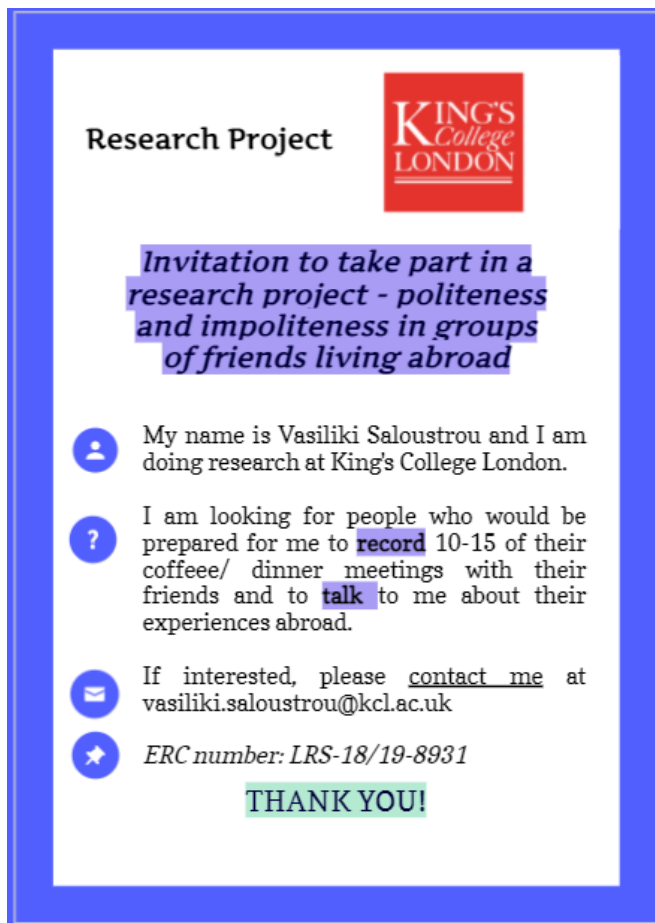 Research Project
KING'S
College
LONDON
Invitation to take part in a
research project - politeness
and impoliteness in groups
of friends living abroad
My name is Vasiliki Saloustrou and I am
doing research at King's College London.
I am looking for people who would be
prepared for me to record 10-15 of their
coffeee/ dinner meetings with their
friends and to talk to me about their
experiences abroad.
If interested, please contact me at
vasiliki.saloustrou@kcl.ac.uk
ERC number: LRS-18/19-8931
THANK YOU!